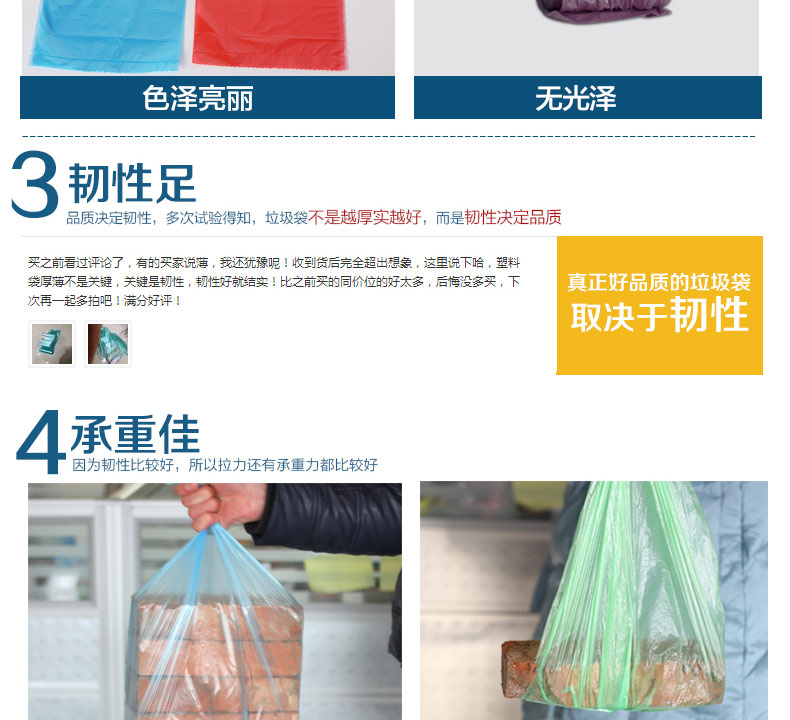 色泽亮丽
无光泽
3 韧性足
品质决定韧性，多次试验得知，垃圾袋不是越厚实越好，而是韧性决定品质
买之前看过评论了，有的买家说薄，我还犹豫呢！收到货后完全超出想象，这里说下哈，塑料
袋厚薄不是关键，关键是韧性，韧性好就结实！比之前买的同价位的好太多，后悔没多买，下
次再一起多拍吧！满分好评！
真正好品质的垃圾袋
取决于韧性
4 承重佳
因为韧性比较好，所以拉力还有承重力都比较好